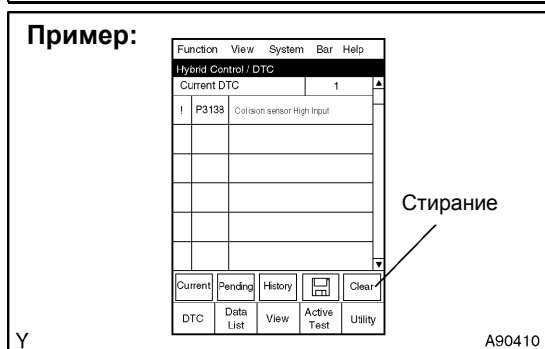 Пример:
Function View System Bar Help
Hybrid Control / DTC
Current DTC 1
! P3138 Colision sensor High Input
Стирание
Current Pending History Clear
DTC Data List View Active Test Utility
Y A90410